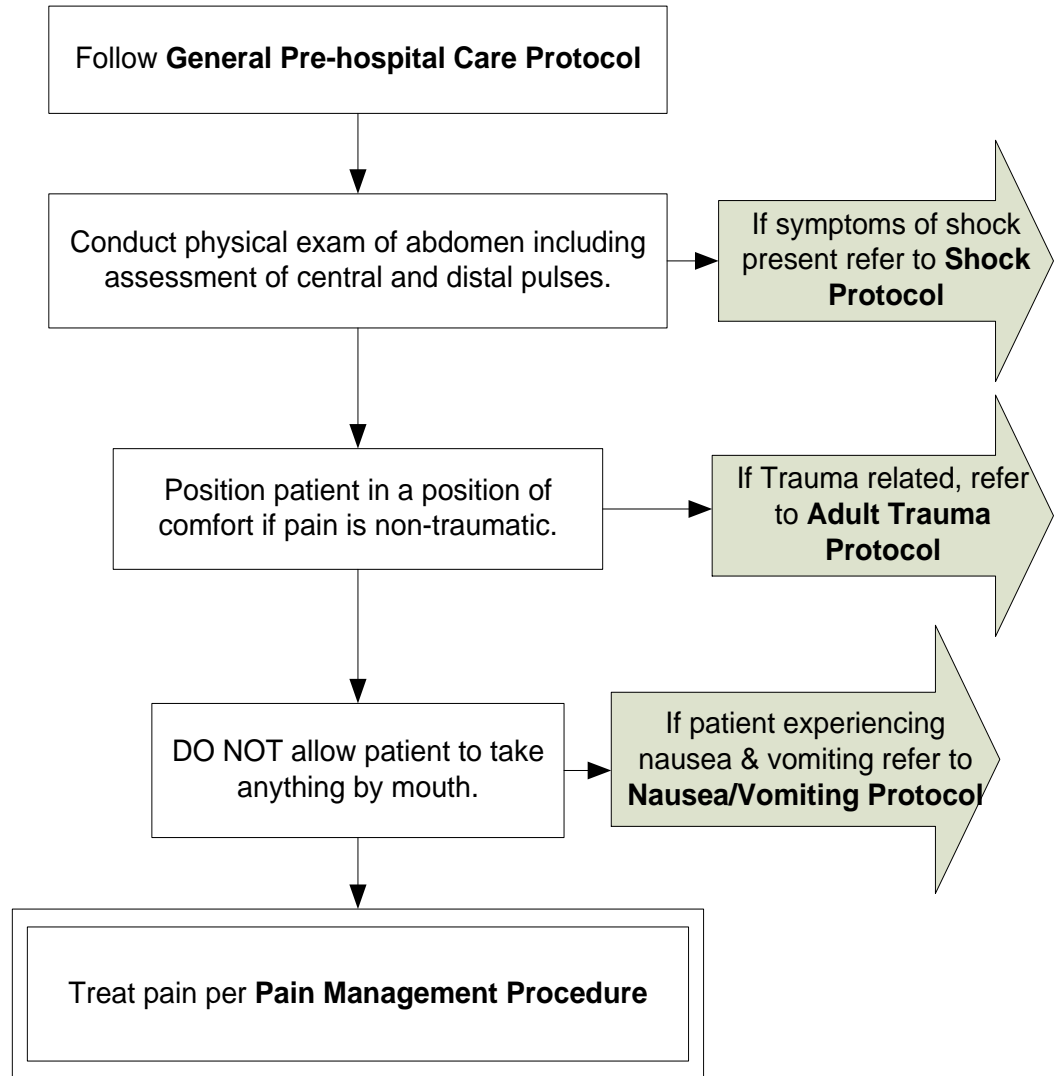 Follow General Pre-hospital Care Protocol
Conduct physical exam of abdomen including
assessment of central and distal pulses.
If symptoms of shock
present refer to Shock
Protocol
Position patient in a position of
comfort if pain is non-traumatic.
If Trauma related, refer
to Adult Trauma
Protocol
DO NOT allow patient to take
anything by mouth.
If patient experiencing
nausea & vomiting refer to
Nausea/Vomiting Protocol
Treat pain per Pain Management Procedure